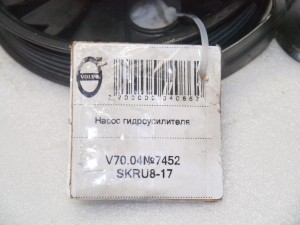 VOLVO
Насос гидроусилителя
V70.04№7452
SKRU8-17